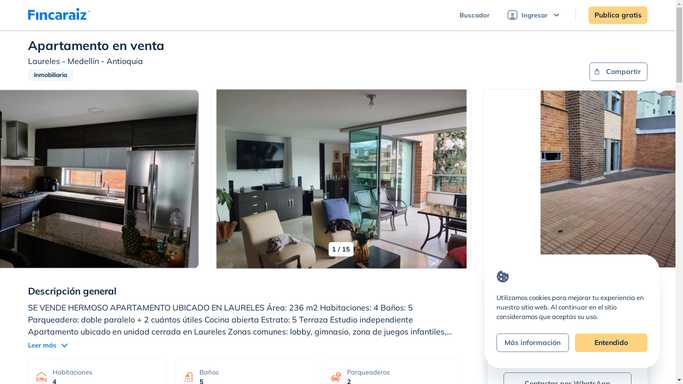 Fincaraiz
Buscador
Ingresar
Publica gratis
Apartamento en venta
Laureles - Medellín - Antioquia
Inmobiliaria
Compartir
1 / 15
Descripción general
SE VENDE HERMOSO APARTAMENTO UBICADO EN LAURELES Área: 236 m2 Habitaciones: 4 Baños: 5
Parqueadero: doble paralelo + 2 cuántos útiles Cocina abierta Estrato: 5 Terraza Estudio independiente
Apartamento ubicado en unidad cerrada en Laureles Zonas comunes: lobby, gimnasio, zona de juegos infantiles,...
Leer más
Habitaciones
4
Baños
5
Parqueaderos
2
Utilizamos cookies para mejorar tu experiencia en
nuestro sitio web. Al continuar en el sitio
consideramos que aceptas su uso.
Más información
Entendido
Contactar por WhatsApp